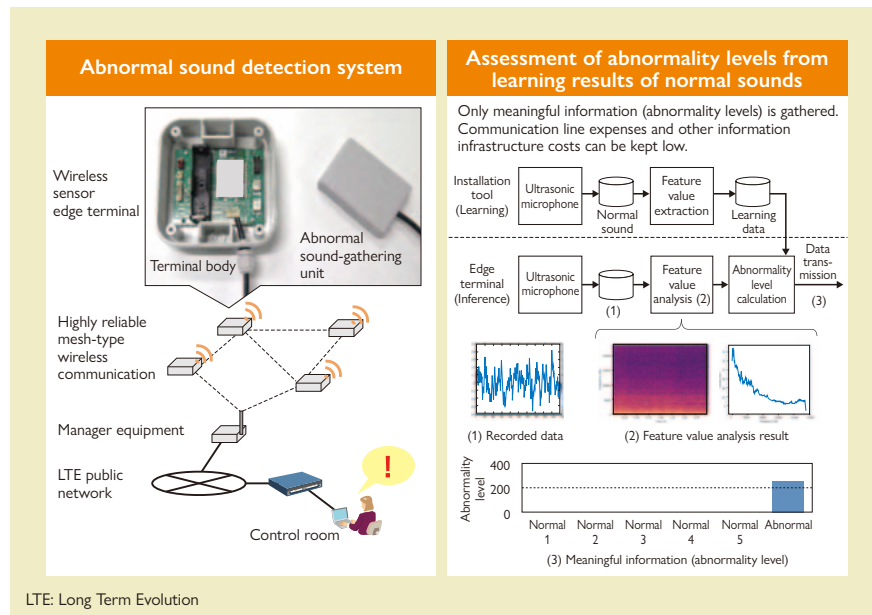 Abnormal sound detection system
Wireless
sensor
edge terminal
Terminal body
Abnormal
sound-gathering
unit
Highly reliable
mesh-type
wireless
communication
Manager equipment
LTE public
network
!
Control room
Assessment of abnormality levels from
learning results of normal sounds
Only meaningful information (abnormality levels) is gathered.
Communication line expenses and other information
infrastructure costs can be kept low.
Installation
tool
(Learning)
Ultrasonic
microphone
Normal
sound
Feature
value
extraction
Learning
data
Edge
terminal
(Inference)
Ultrasonic
microphone
(1)
Feature
value
analysis (2)
Abnormality
level
calculation
Data
trans-
mission
(3)
(1) Recorded data
(2) Feature value analysis result
Abnormality
level
400
200
0
Normal
1
Normal
2
Normal
3
Normal
4
Normal
5
Abnormal
(3) Meaningful information (abnormality level)
LTE: Long Term Evolution